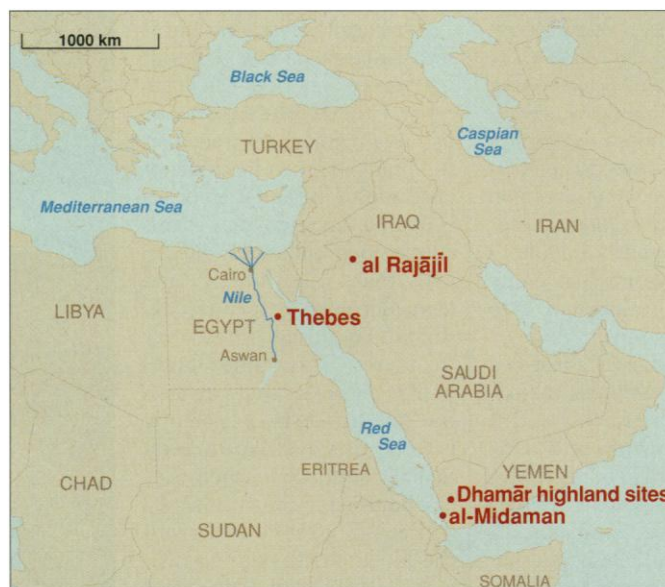 1000 km
Black Sea
TURKEY
Caspian
Sea
Mediterranean Sea
IRAQ
IRAN
al Rajājīl
Cairo
Nile
LIBYA
EGYPT
Thebes
Aswan
SAUDI
ARABIA
Red
Sea
ERITREA
YEMEN
CHAD
Dhamār highland sites
al-Midaman
SUDAN
SOMALIA